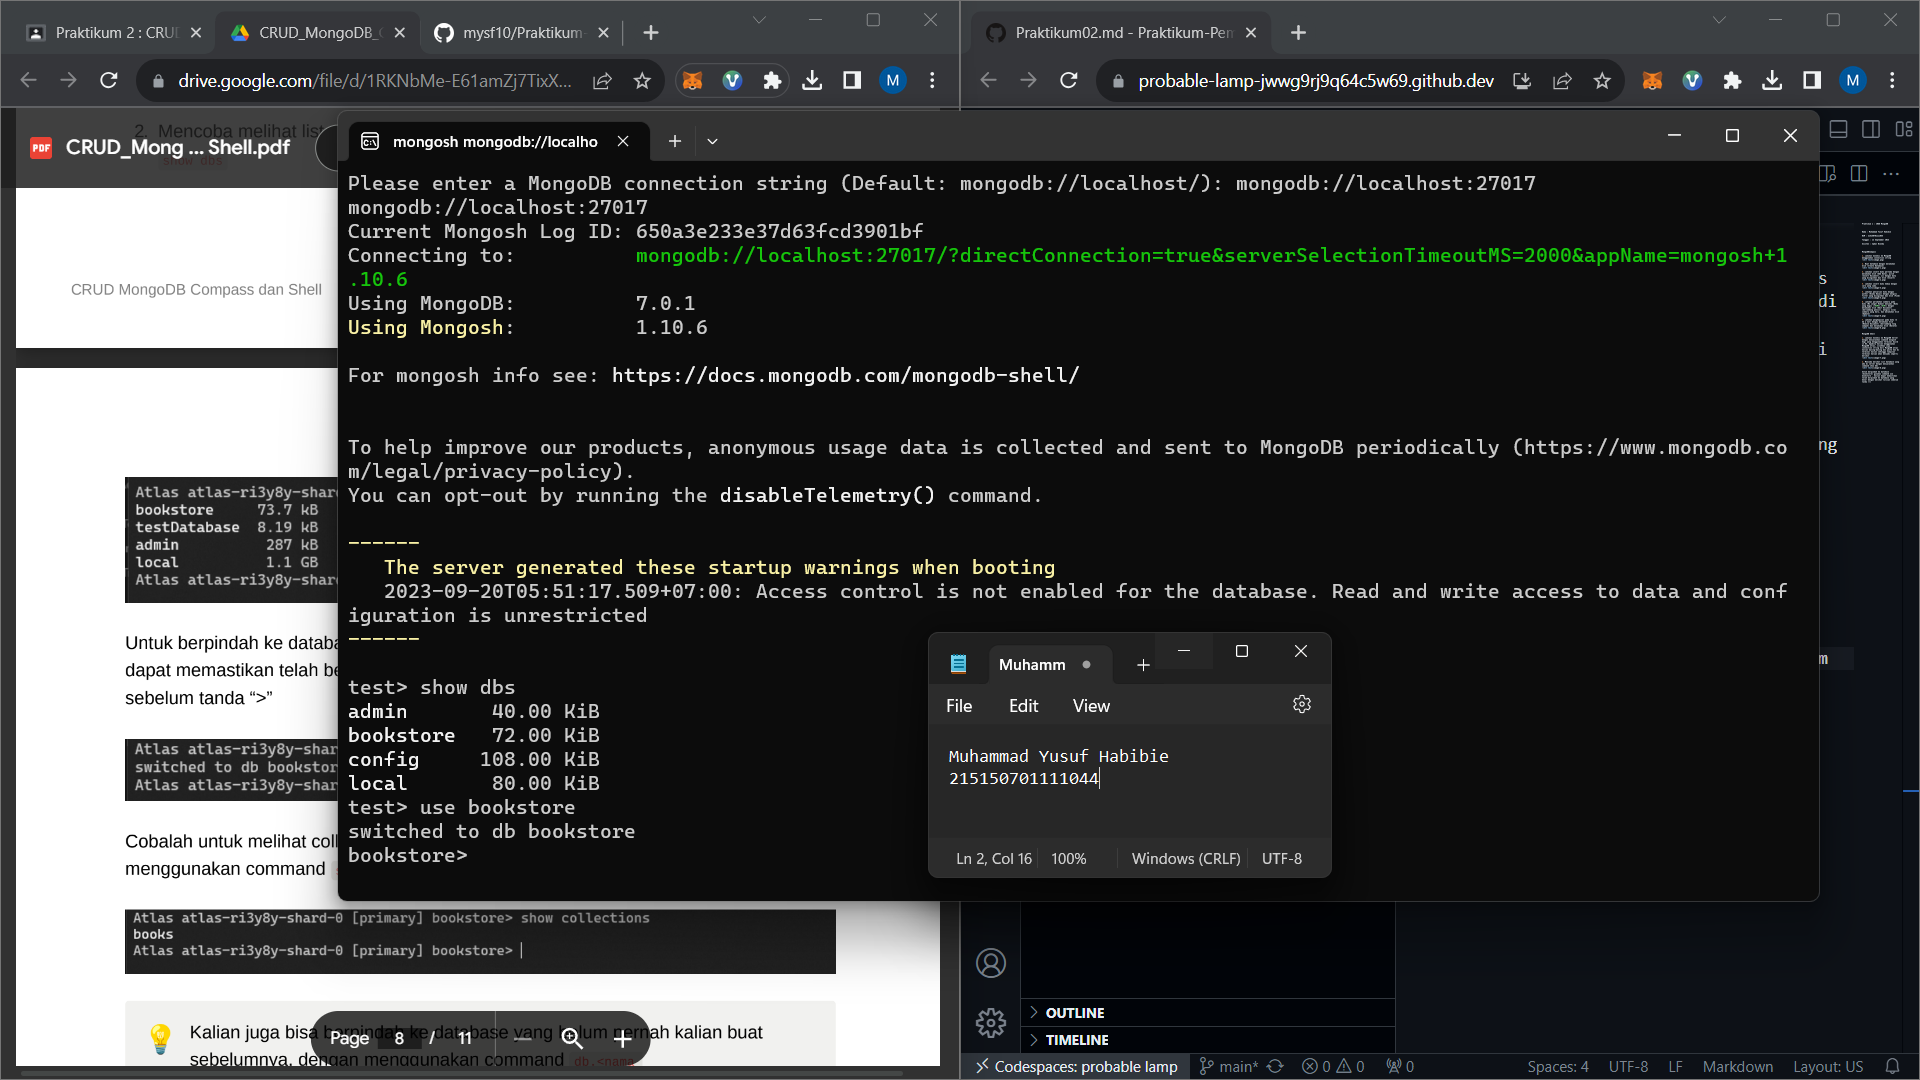 Praktikum 2 : CRUD
CRUD_MongoDB_C
mysf10/Praktikum-
drive.google.com/file/d/1RKNbMe-E61amZj7TixX...
M
Praktikum02.md - Praktikum-Pem
probable-lamp-jwwg9rj9q64c5w69.github.dev
M
2. Mencoba melihat list
show dbs
PDF
CRUD_Mong ... Shell.pdf
CRUD MongoDB Compass dan Shell
Atlas atlas-ri3y8y-shard
bookstore 73.7 kB
testDatabase 8.19 kB
admin 287 kB
local 1.1 GB
Atlas atlas-ri3y8y-shard
Untuk berpindah ke databa
dapat memastikan telah be
sebelum tanda “>”
Atlas atlas-ri3y8y-shard
switched to db bookstor
Atlas atlas-ri3y8y-shard
Cobalah untuk melihat coll
menggunakan command
Atlas atlas-ri3y8y-shard-0 [primary] bookstore> show collections
books
Atlas atlas-ri3y8y-shard-0 [primary] bookstore>
Kalian juga bisa berpindah ke database yang belum pernah kalian buat
sebelumnya, dengan menggunakan command db.<nama
Page 8 / 11
mongosh mongodb://localho
Please enter a MongoDB connection string (Default: mongodb://localhost/): mongodb://localhost:27017
mongodb://localhost:27017
Current Mongosh Log ID: 650a3e233e37d63fcd3901bf
Connecting to: mongodb://localhost:27017/?directConnection=true&serverSelectionTimeoutMS=2000&appName=mongosh+1
.10.6
Using MongoDB: 7.0.1
Using Mongosh: 1.10.6
For mongosh info see: https://docs.mongodb.com/mongodb-shell/
To help improve our products, anonymous usage data is collected and sent to MongoDB periodically (https://www.mongodb.co
m/legal/privacy-policy).
You can opt-out by running the disableTelemetry() command.
------
The server generated these startup warnings when booting
2023-09-20T05:51:17.509+07:00: Access control is not enabled for the database. Read and write access to data and conf
iguration is unrestricted
------
test> show dbs
admin 40.00 KiB
bookstore 72.00 KiB
config 108.00 KiB
local 80.00 KiB
test> use bookstore
switched to db bookstore
bookstore>
Muhamm
File Edit View
Muhammad Yusuf Habibie
215150701111044
Ln 2, Col 16 100% Windows (CRLF) UTF-8
s
di
i
ng
m
OUTLINE
TIMELINE
Codespaces: probable lamp main* 0 0 0 Spaces: 4 UTF-8 LF Markdown Layout: US